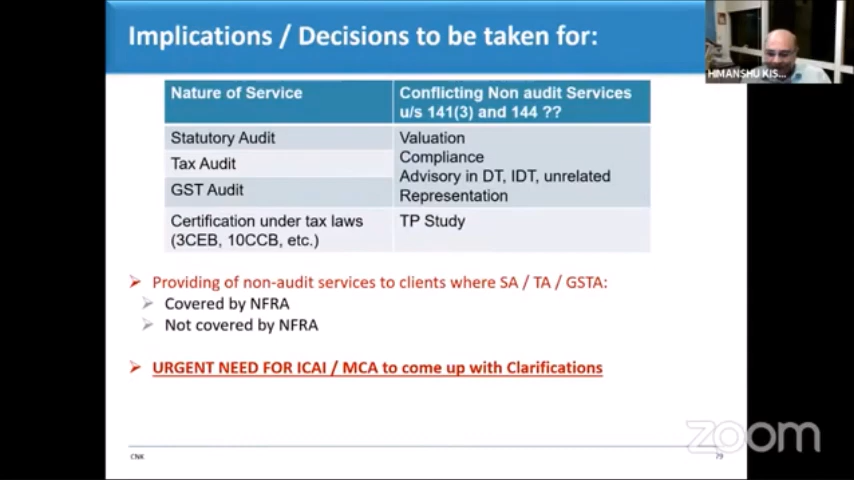 Implications / Decisions to be taken for:
HIMANSHU KIS...
Nature of Service
Conflicting Non audit Services
u/s 141(3) and 144 ??
Statutory Audit
Tax Audit
GST Audit
Valuation
Compliance
Advisory in DT, IDT, unrelated
Representation
Certification under tax laws
(3CEB, 10CCB, etc.)
TP Study
Providing of non-audit services to clients where SA / TA / GSTA:
Covered by NFRA
Not covered by NFRA
URGENT NEED FOR ICAI / MCA to come up with Clarifications
zoom
CNK
79